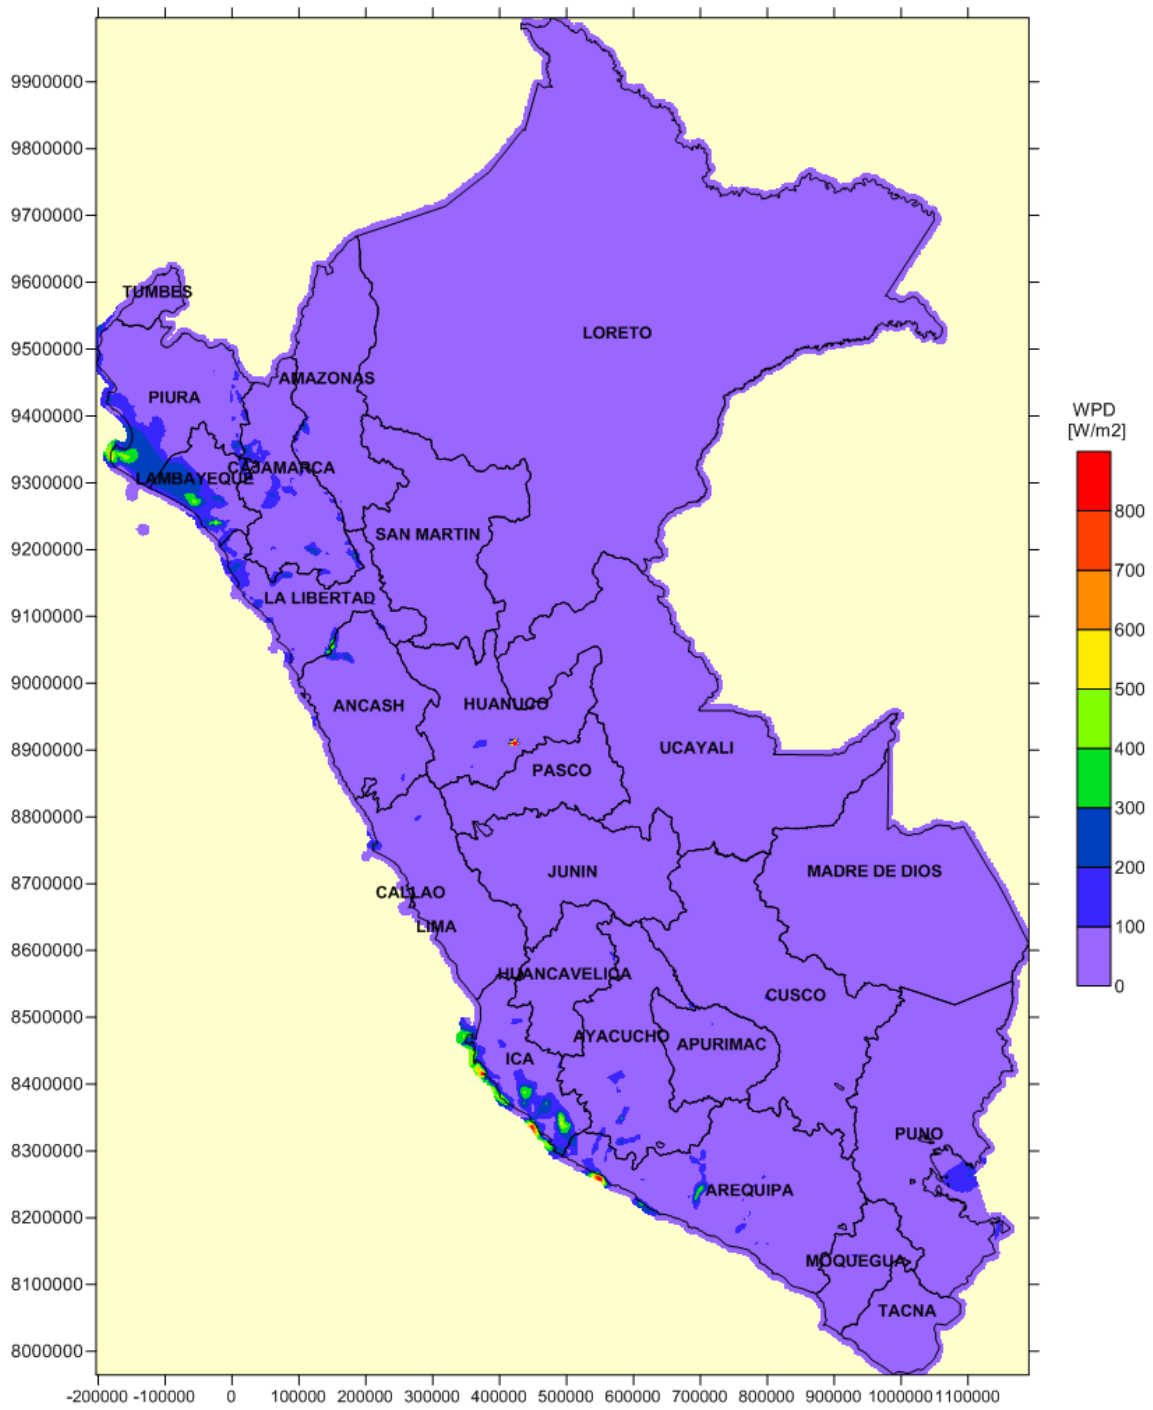 9900000
9800000
9700000
9600000
9500000
9400000
9300000
9200000
9100000
9000000
8900000
8800000
8700000
8600000
8500000
8400000
8300000
8200000
8100000
8000000
TUMBES
LORETO
AMAZONAS
PIURA
CAJAMARCA
LAMBAYEQUE
SAN MARTIN
LA LIBERTAD
ANCASH
HUANUCO
UCAYALI
PASCO
JUNIN
MADRE DE DIOS
CALLAO
LIMA
HUANCAVELICA
CUSCO
AYACUCHO
APURIMAC
ICA
PUNO
AREQUIPA
MOQUEGUA
TACNA
WPD
[W/m2]
800
700
600
500
400
300
200
100
0
-200000 -100000 0 100000 200000 300000 400000 500000 600000 700000 800000 900000 1000000 1100000